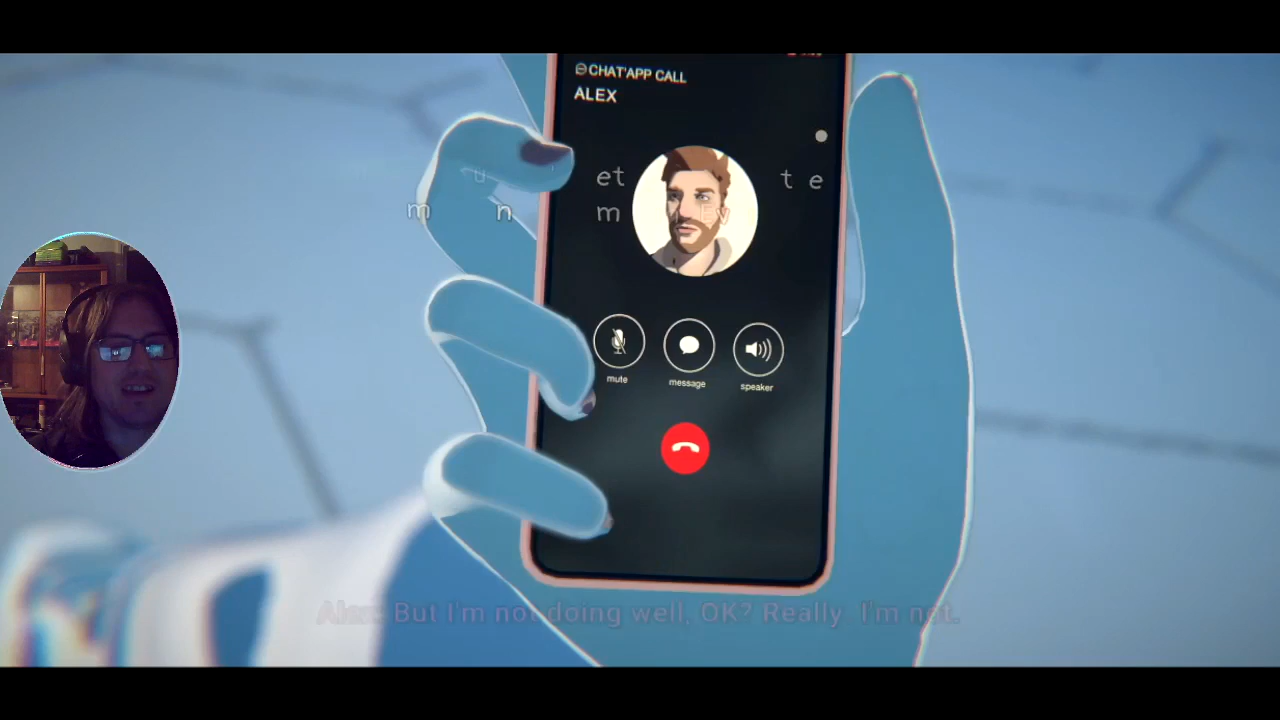 CHAT'APP CALL
ALEX
et t e
m n m
mute
message
speaker
Alex: But I'm not doing well, OK? Really I'm not.